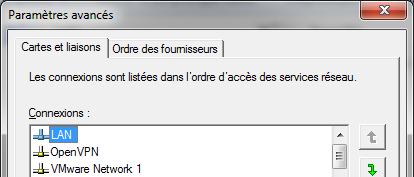 Paramètres avancés
Cartes et liaisons Ordre des fournisseurs
Les connexions sont listées dans l'ordre d'accès des services réseau.
Connexions :
LAN
OpenVPN
VMware Network 1